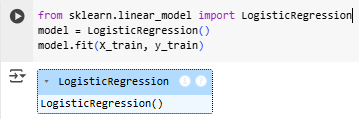 from sklearn.linear_model import LogisticRegression
model = LogisticRegression()
model.fit(X_train, y_train)
LogisticRegression
LogisticRegression()